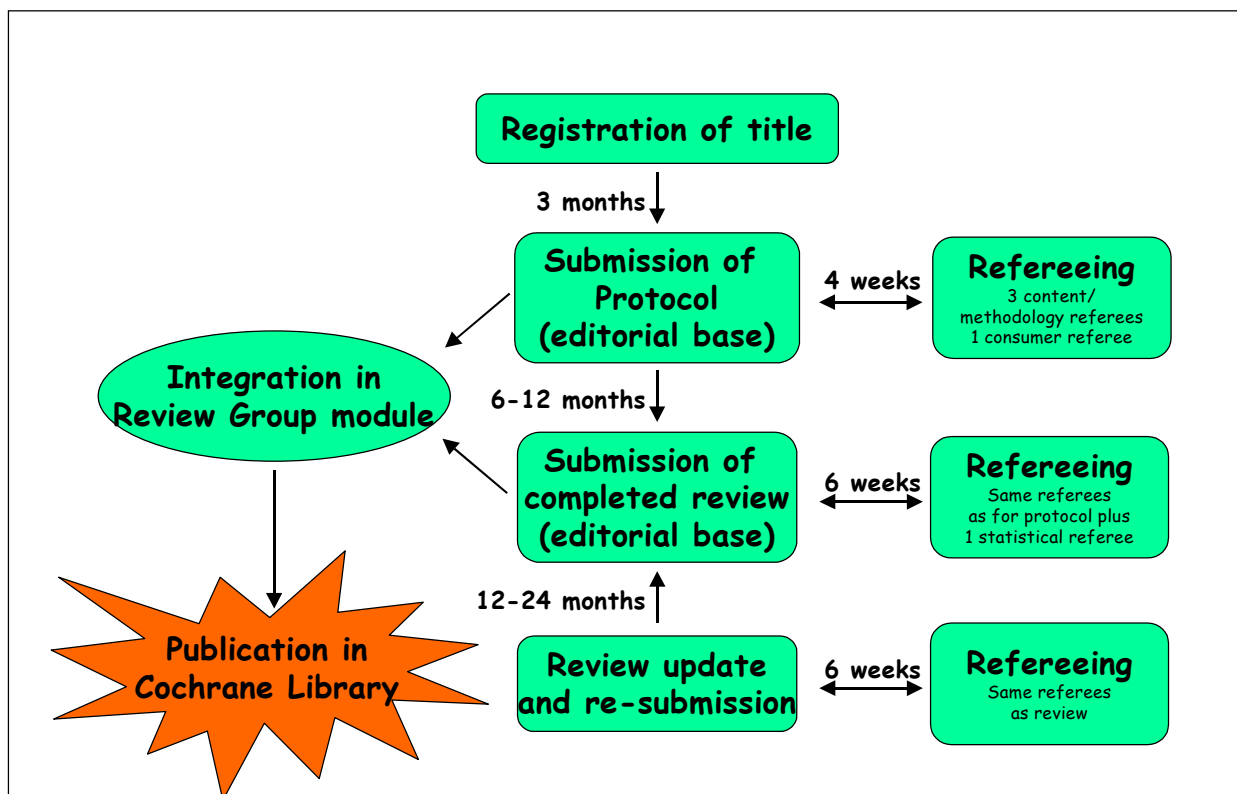 Registration of title
3 months
Submission of
Protocol
(editorial base)
4 weeks
Refereeing
3 content/
methodology referees
1 consumer referee
Integration in
Review Group module
6-12 months
Submission of
completed review
(editorial base)
6 weeks
Refereeing
Same referees
as for protocol plus
1 statistical referee
12-24 months
Publication in
Cochrane Library
Review update
and re-submission
6 weeks
Refereeing
Same referees
as review